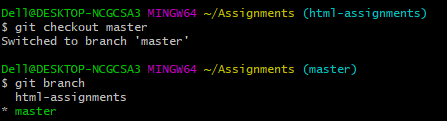 Dell@DESKTOP-NCGCSA3 MINGW64 ~/Assignments (html-assignments)
$ git checkout master
Switched to branch 'master'
Dell@DESKTOP-NCGCSA3 MINGW64 ~/Assignments (master)
$ git branch
  html-assignments
* master